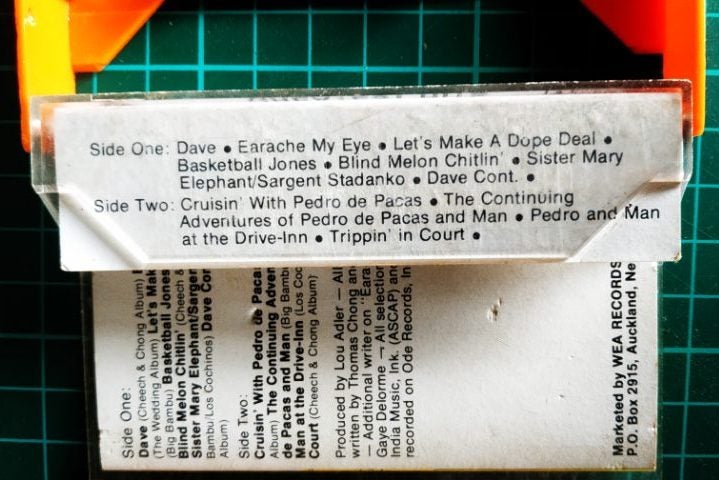 Side One: Dave • Earache My Eye • Let's Make A Dope Deal •
Basketball Jones • Blind Melon Chitlin' • Sister Mary
Elephant/Sargent Stadanko • Dave Cont. •
Side Two: Cruisin' With Pedro de Pacas • The Continuing
Adventures of Pedro de Pacas and Man • Pedro and Man
at the Drive-Inn • Trippin' in Court •
Side One:
Dave (Cheech & Chong Album)
(The Wedding Album) Let's Mak
(Big Bambu) Basketball Jones
Blind Melon Chitlin' (Cheech &
Sister Mary Elephant/Sargen
Bambu/Los Cochinos) Dave Con
Album)
Side Two:
Cruisin' With Pedro de Pacas
Album) The Continuing Adven
de Pacas and Man (Big Bambu
Man at the Drive-Inn (Los Coc
Court (Cheech & Chong Album)
Produced by Lou Adler — All
written by Thomas Chong and
— Additional writer on "Eara
Gaye Delorme — All selection
India Music, Ink. (ASCAP) and
recorded on Ode Records, In
Marketed by WEA RECORDS
P.O. Box 2915, Auckland, Ne